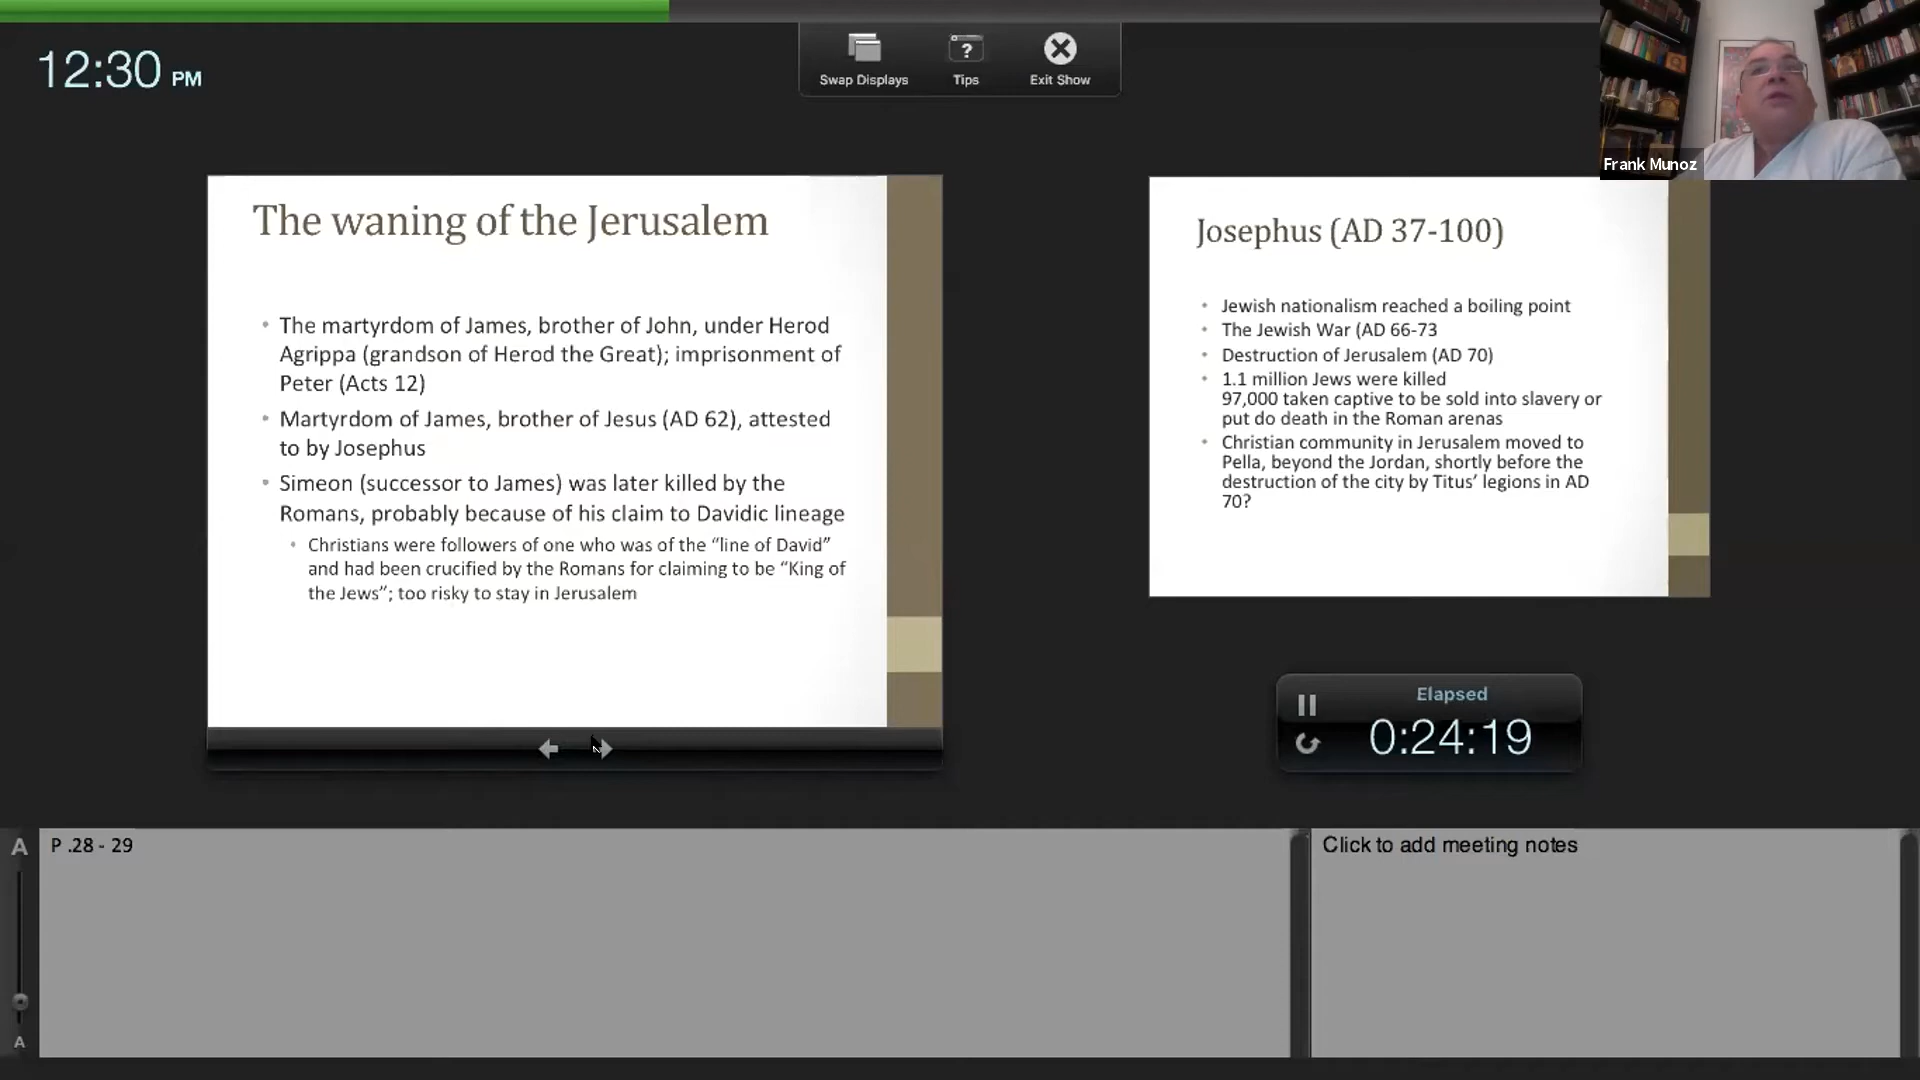 12:30 PM
Swap Displays
Tips
Exit Show
Frank Munoz
The waning of the Jerusalem
• The martyrdom of James, brother of John, under Herod
Agrippa (grandson of Herod the Great); imprisonment of
Peter (Acts 12)
• Martyrdom of James, brother of Jesus (AD 62), attested
to by Josephus
• Simeon (successor to James) was later killed by the
Romans, probably because of his claim to Davidic lineage
• Christians were followers of one who was of the “line of David”
and had been crucified by the Romans for claiming to be “King of
the Jews”; too risky to stay in Jerusalem
Josephus (AD 37-100)
• Jewish nationalism reached a boiling point
• The Jewish War (AD 66-73
• Destruction of Jerusalem (AD 70)
• 1.1 million Jews were killed
97,000 taken captive to be sold into slavery or
put do death in the Roman arenas
• Christian community in Jerusalem moved to
Pella, beyond the Jordan, shortly before the
destruction of the city by Titus’ legions in AD
70?
Elapsed
0:24:19
A
P .28 - 29
A
Click to add meeting notes